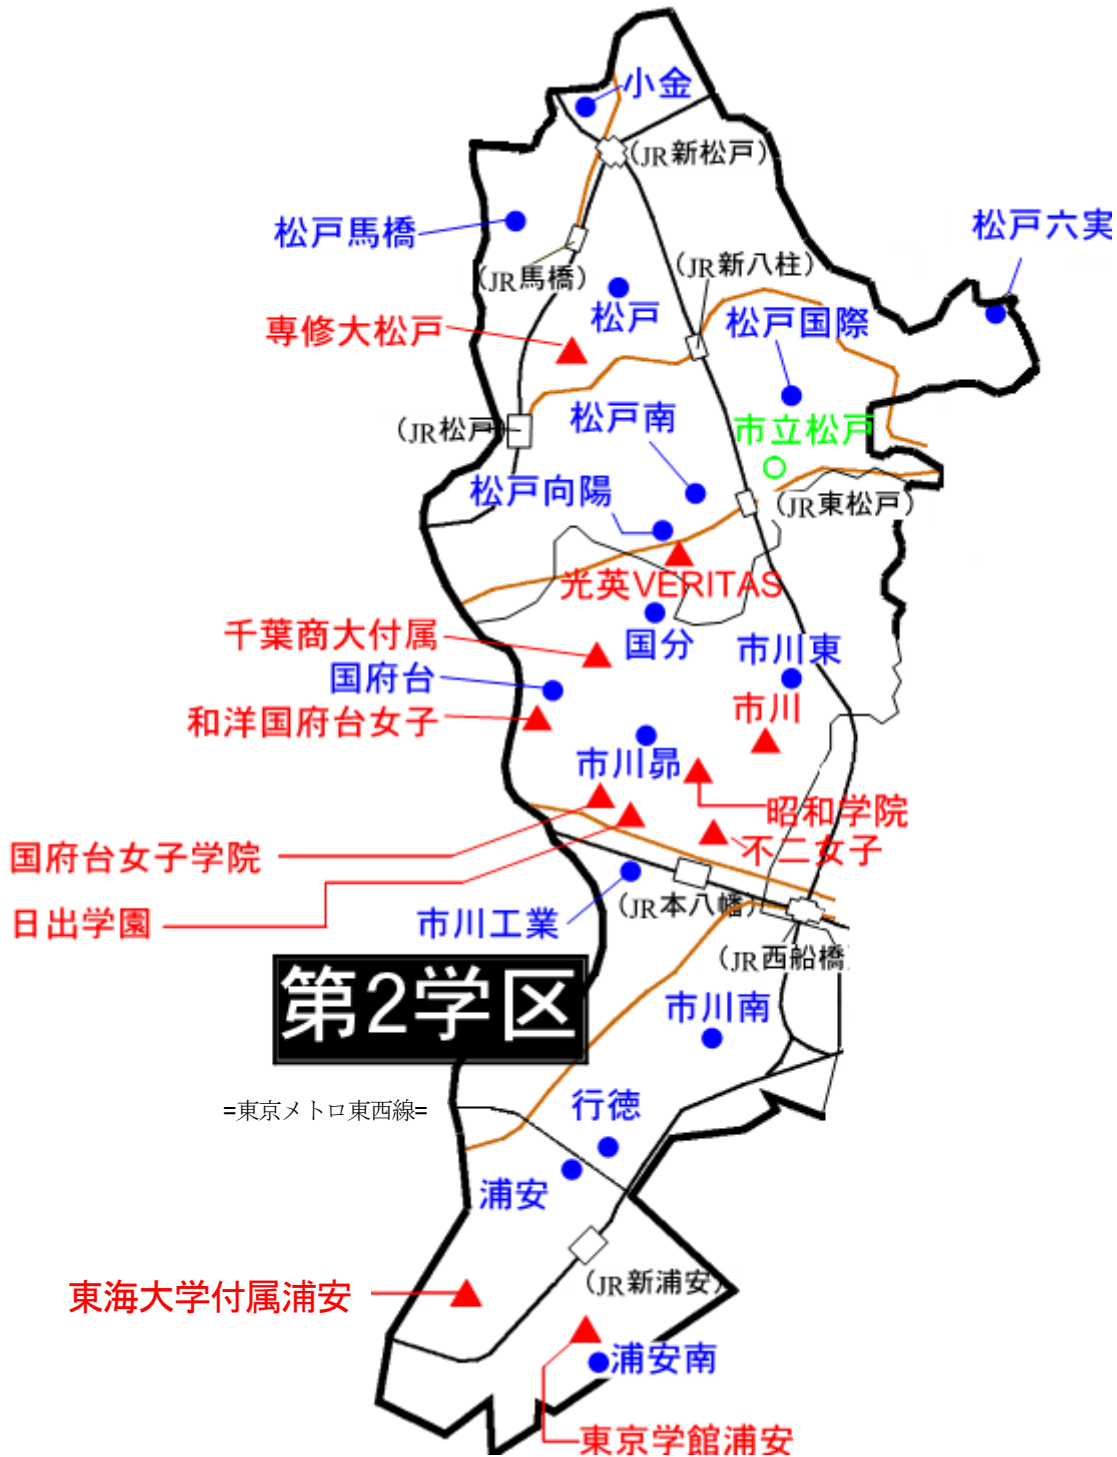 小金
(JR新松戸)
松戸六実
松戸馬橋
(JR馬橋)
(JR新八柱)
松戸
松戸国際
専修大松戸
松戸南
(JR松戸)
市立松戸
松戸向陽
(JR東松戸)
光英VERITAS
千葉商大付属
国分
市川東
国府台
和洋国府台女子
市川
市川昴
昭和学院
国府台女子学院
不二女子
日出学園
市川工業
(JR本八幡)
(JR西船橋)
第2学区
市川南
=東京メトロ東西線=
行徳
浦安
(JR新浦安)
東海大学付属浦安
浦安南
東京学館浦安